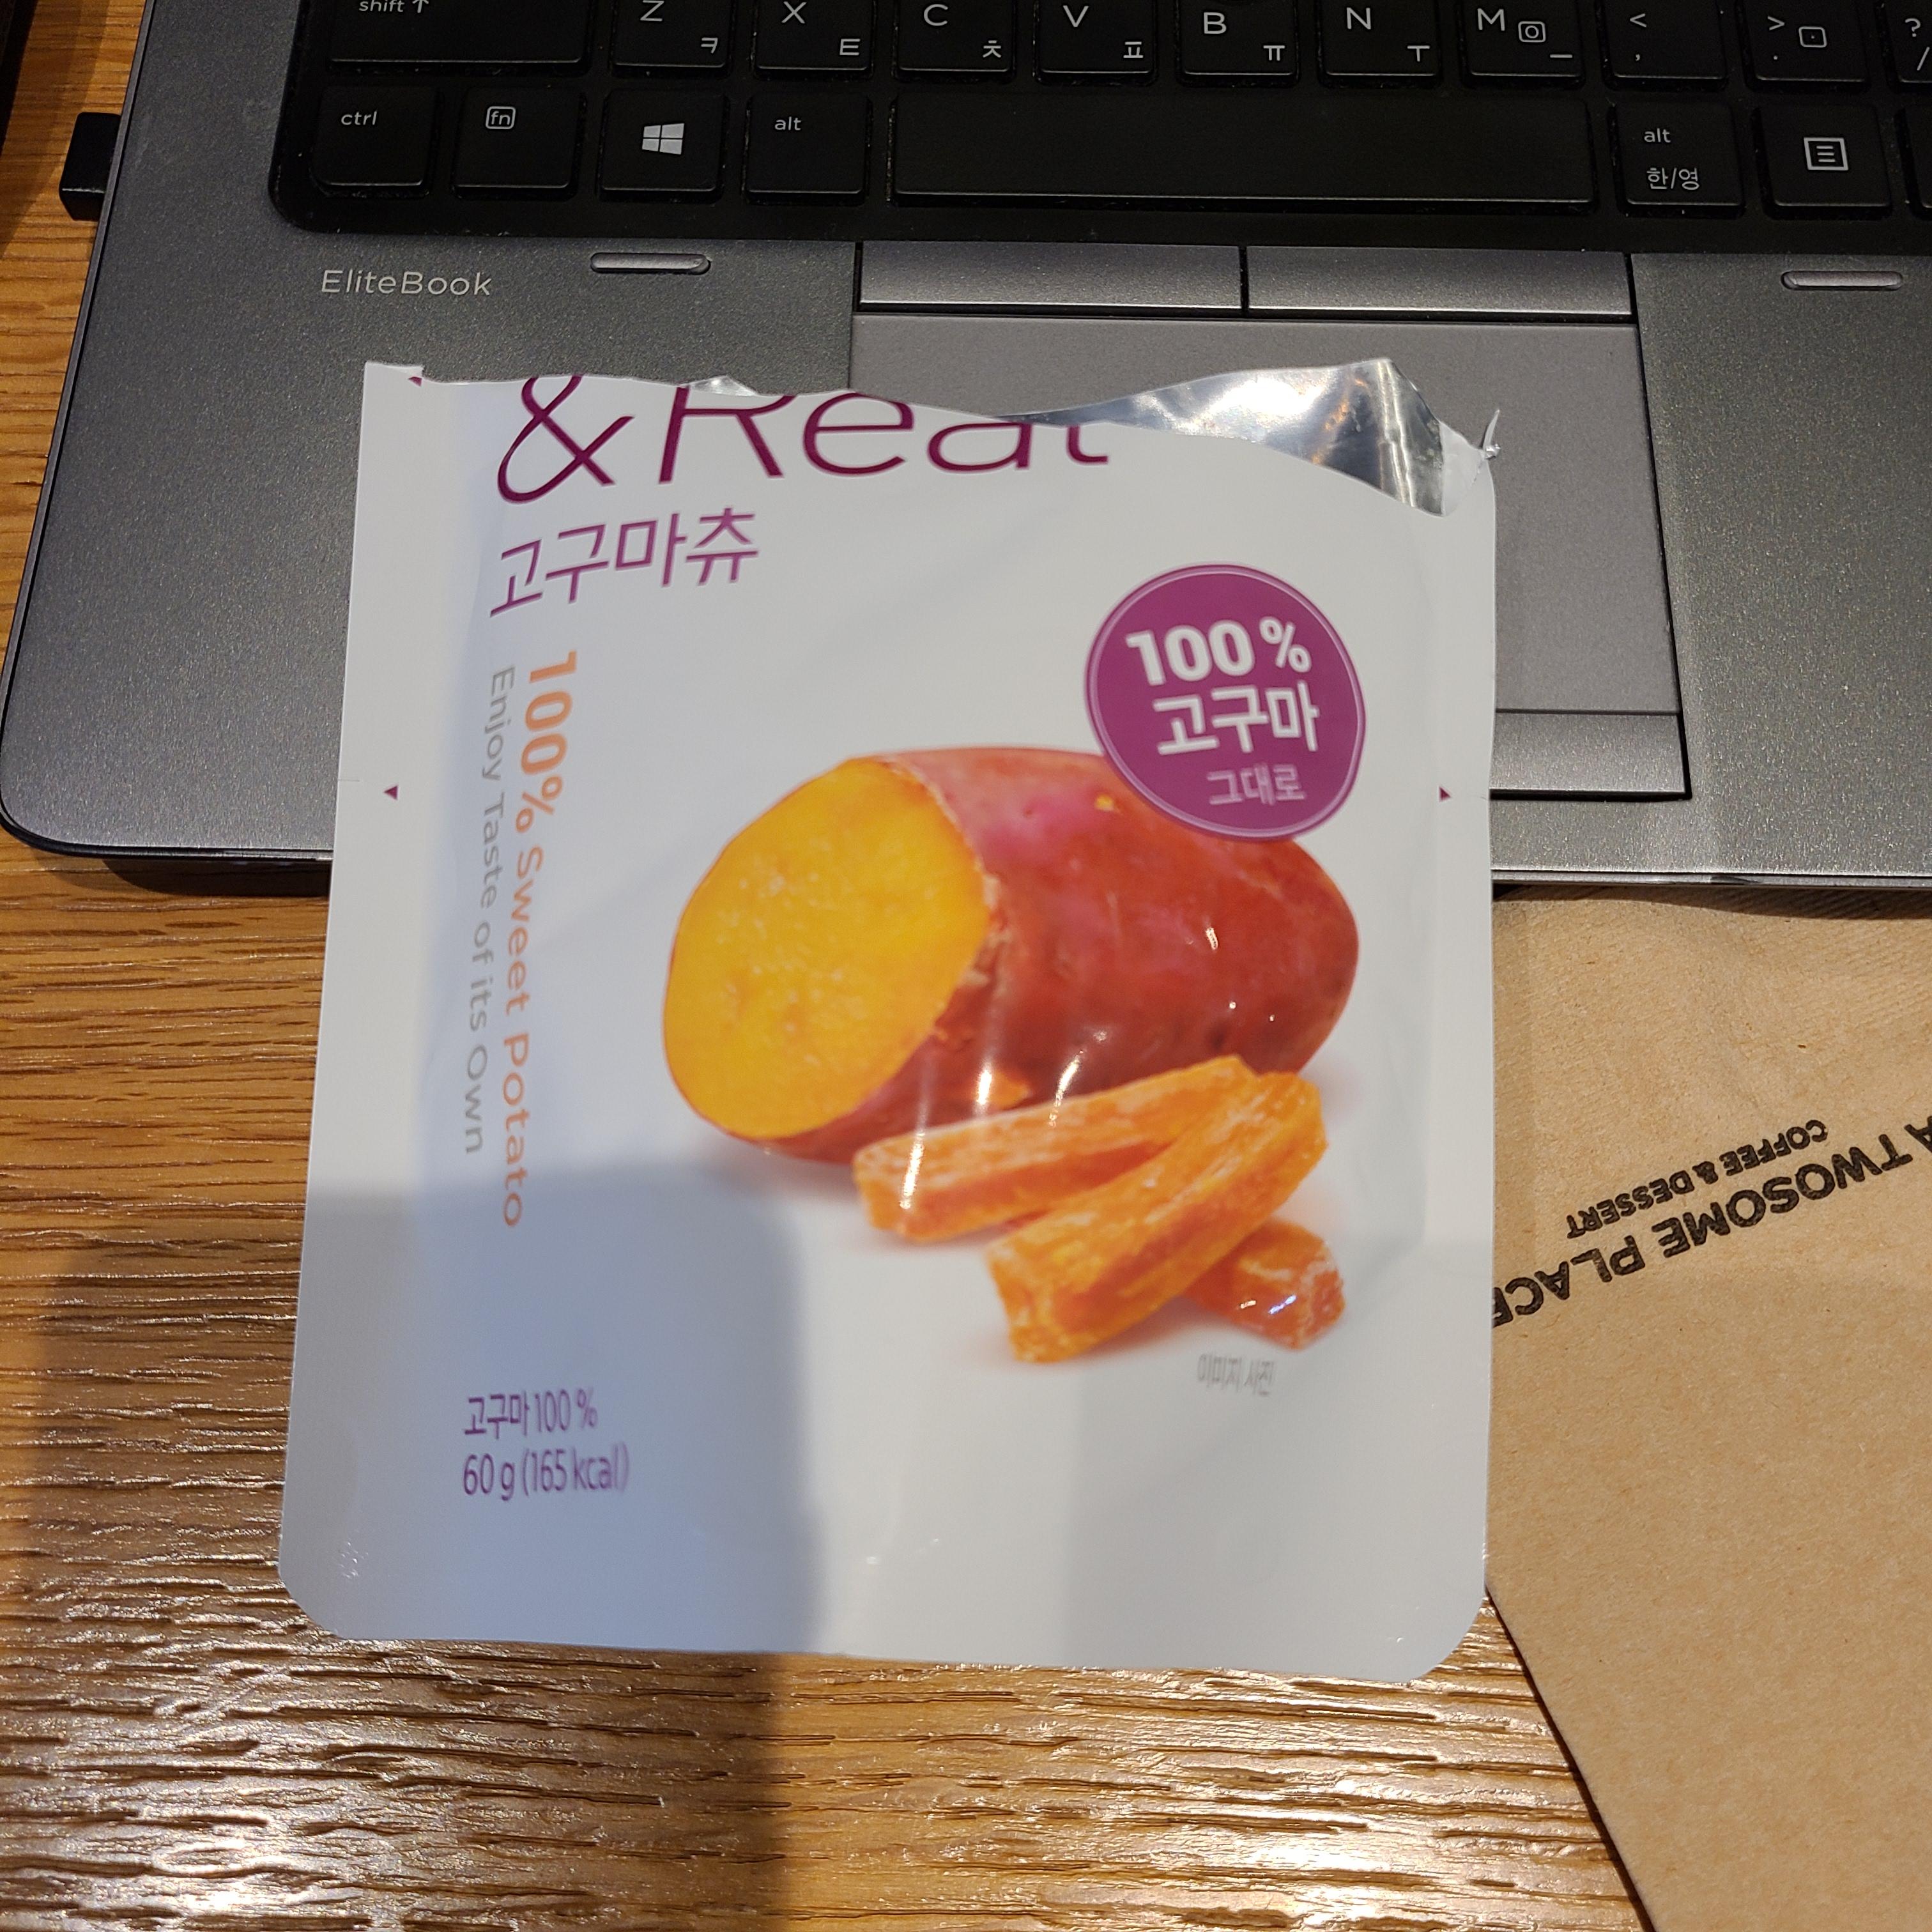 shift ↑
Z ㅋ
X ㅌ
C ㅊ
V ㅍ
B ㅠ
N ㅜ
M ㅡ
< ,
> .
? /
ctrl
fn
alt
alt
한/영
EliteBook
& Real
고구마츄
100%
고구마
그대로
100% Sweet Potato
Enjoy Taste of its Own
이미지 사진
고구마 100 %
60 g (165 kcal)
A TWOSOME PLACE
COFFEE & DESSERT